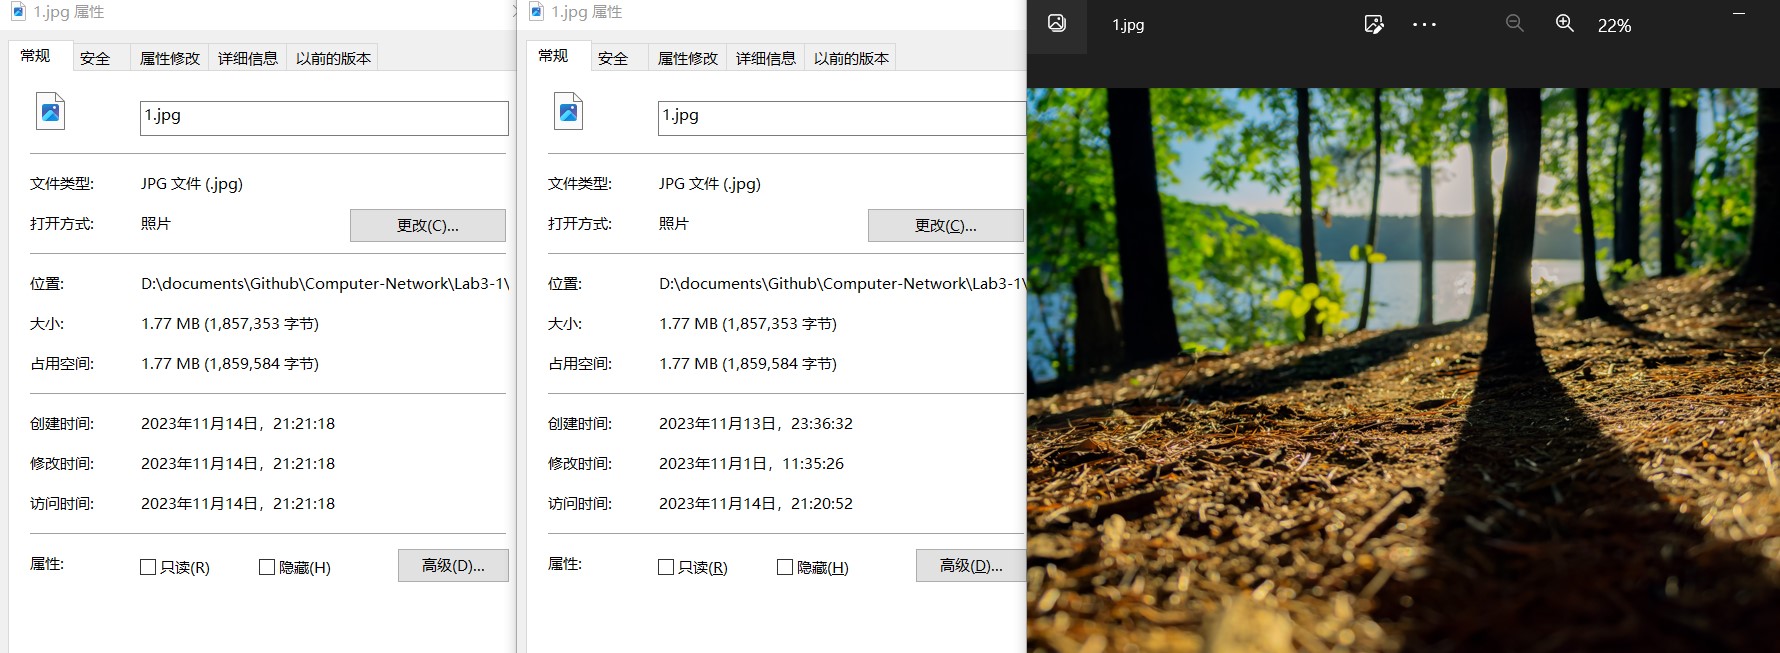 1.jpg 属性
常规
安全
属性修改
详细信息
以前的版本
1.jpg
文件类型:
JPG 文件 (.jpg)
打开方式:
照片
更改(C)...
位置:
D:\documents\Github\Computer-Network\Lab3-1\
大小:
1.77 MB (1,857,353 字节)
占用空间:
1.77 MB (1,859,584 字节)
创建时间:
2023年11月14日，21:21:18
修改时间:
2023年11月14日，21:21:18
访问时间:
2023年11月14日，21:21:18
属性:
只读(R)
隐藏(H)
高级(D)...
1.jpg 属性
常规
安全
属性修改
详细信息
以前的版本
1.jpg
文件类型:
JPG 文件 (.jpg)
打开方式:
照片
更改(C)...
位置:
D:\documents\Github\Computer-Network\Lab3-1\
大小:
1.77 MB (1,857,353 字节)
占用空间:
1.77 MB (1,859,584 字节)
创建时间:
2023年11月13日，23:36:32
修改时间:
2023年11月1日，11:35:26
访问时间:
2023年11月14日，21:20:52
属性:
只读(R)
隐藏(H)
高级(D)...
1.jpg
22%